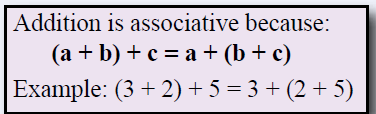 Addition is associative because:
(a + b) + c = a + (b + c)
Example: (3 + 2) + 5 = 3 + (2 + 5)